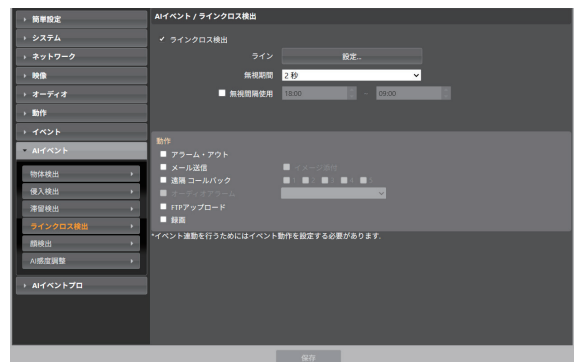 簡単設定
システム
ネットワーク
映像
オーディオ
動作
イベント
AIイベント
物体検出
侵入検出
滞留検出
ラインクロス検出
顔検出
AI感度調整
AIイベントプロ
AIイベント / ラインクロス検出
ラインクロス検出
ライン 設定...
無視期間 2 秒
無視間隔使用 18:00 ~ 09:00
動作
アラーム・アウト
メール送信 イメージ添付
遠隔 コールバック 1 2 3 4 5
オーディオアラーム
FTPアップロード
録画
*イベント連動を行うためにはイベント動作を設定する必要があります.
保存